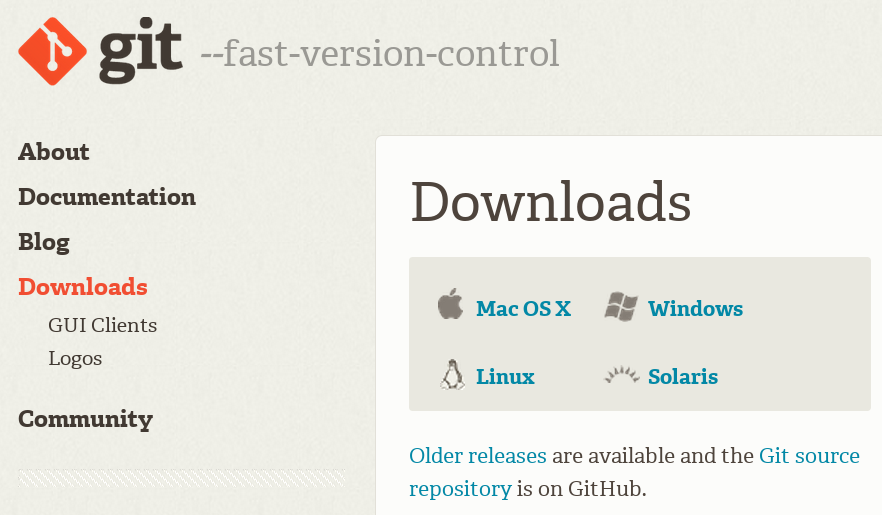 git --fast-version-control
About
Documentation
Blog
Downloads
GUI Clients
Logos
Community
Downloads
Mac OS X Windows
Linux Solaris
Older releases are available and the Git source
repository is on GitHub.